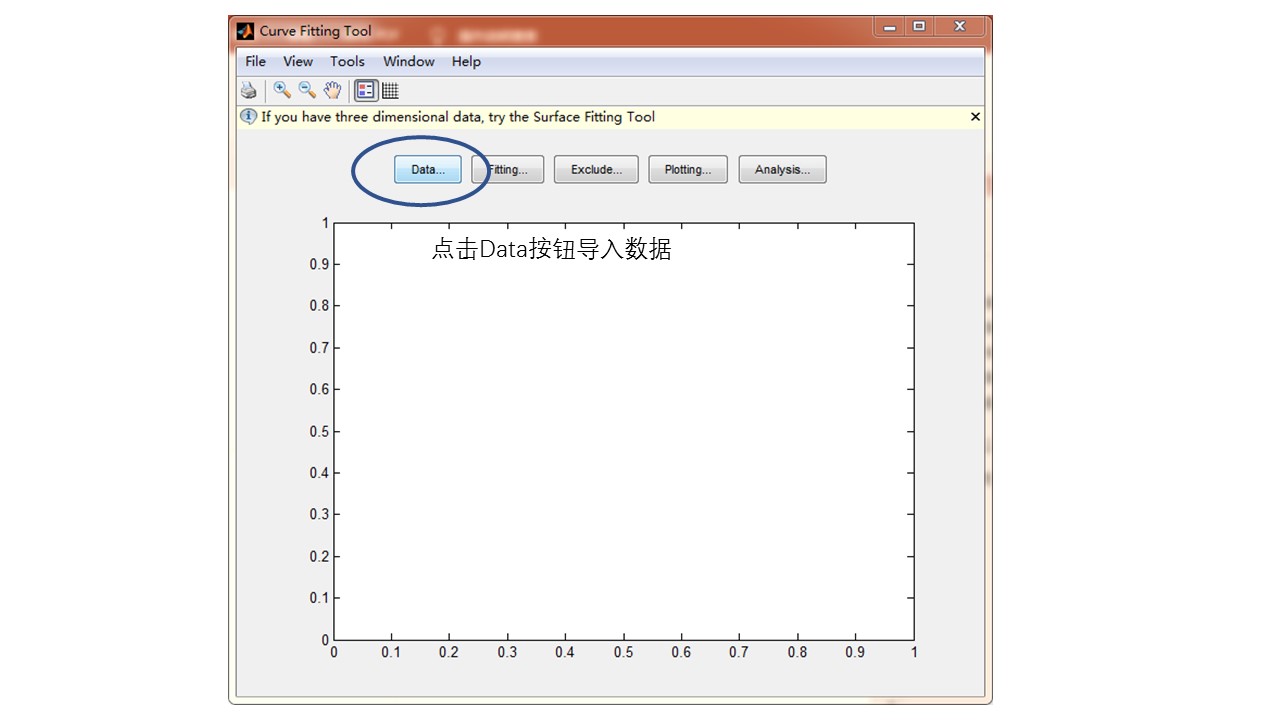 Curve Fitting Tool
File View Tools Window Help
If you have three dimensional data, try the Surface Fitting Tool
Data... Fitting... Exclude... Plotting... Analysis...
点击Data按钮导入数据
1
0.9
0.8
0.7
0.6
0.5
0.4
0.3
0.2
0.1
0
0 0.1 0.2 0.3 0.4 0.5 0.6 0.7 0.8 0.9 1